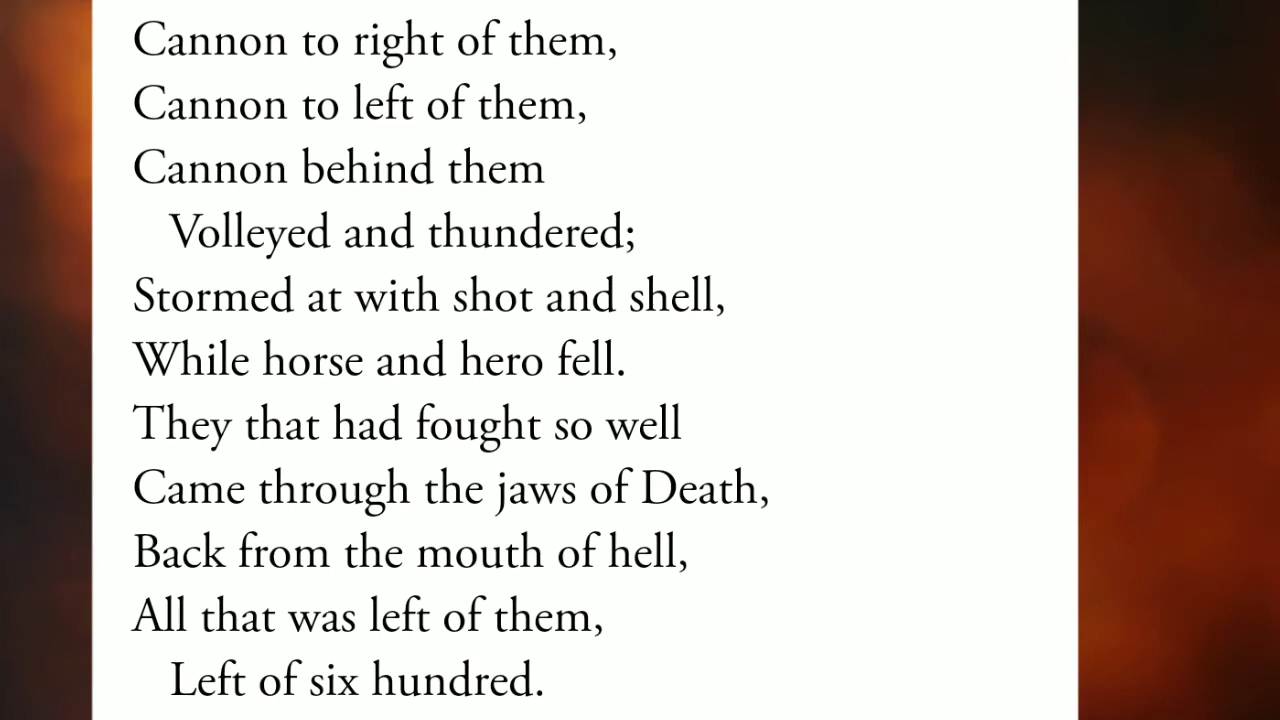 Cannon to right of them,
Cannon to left of them,
Cannon behind them
Volleyed and thundered;
Stormed at with shot and shell,
While horse and hero fell.
They that had fought so well
Came through the jaws of Death,
Back from the mouth of hell,
All that was left of them,
Left of six hundred.